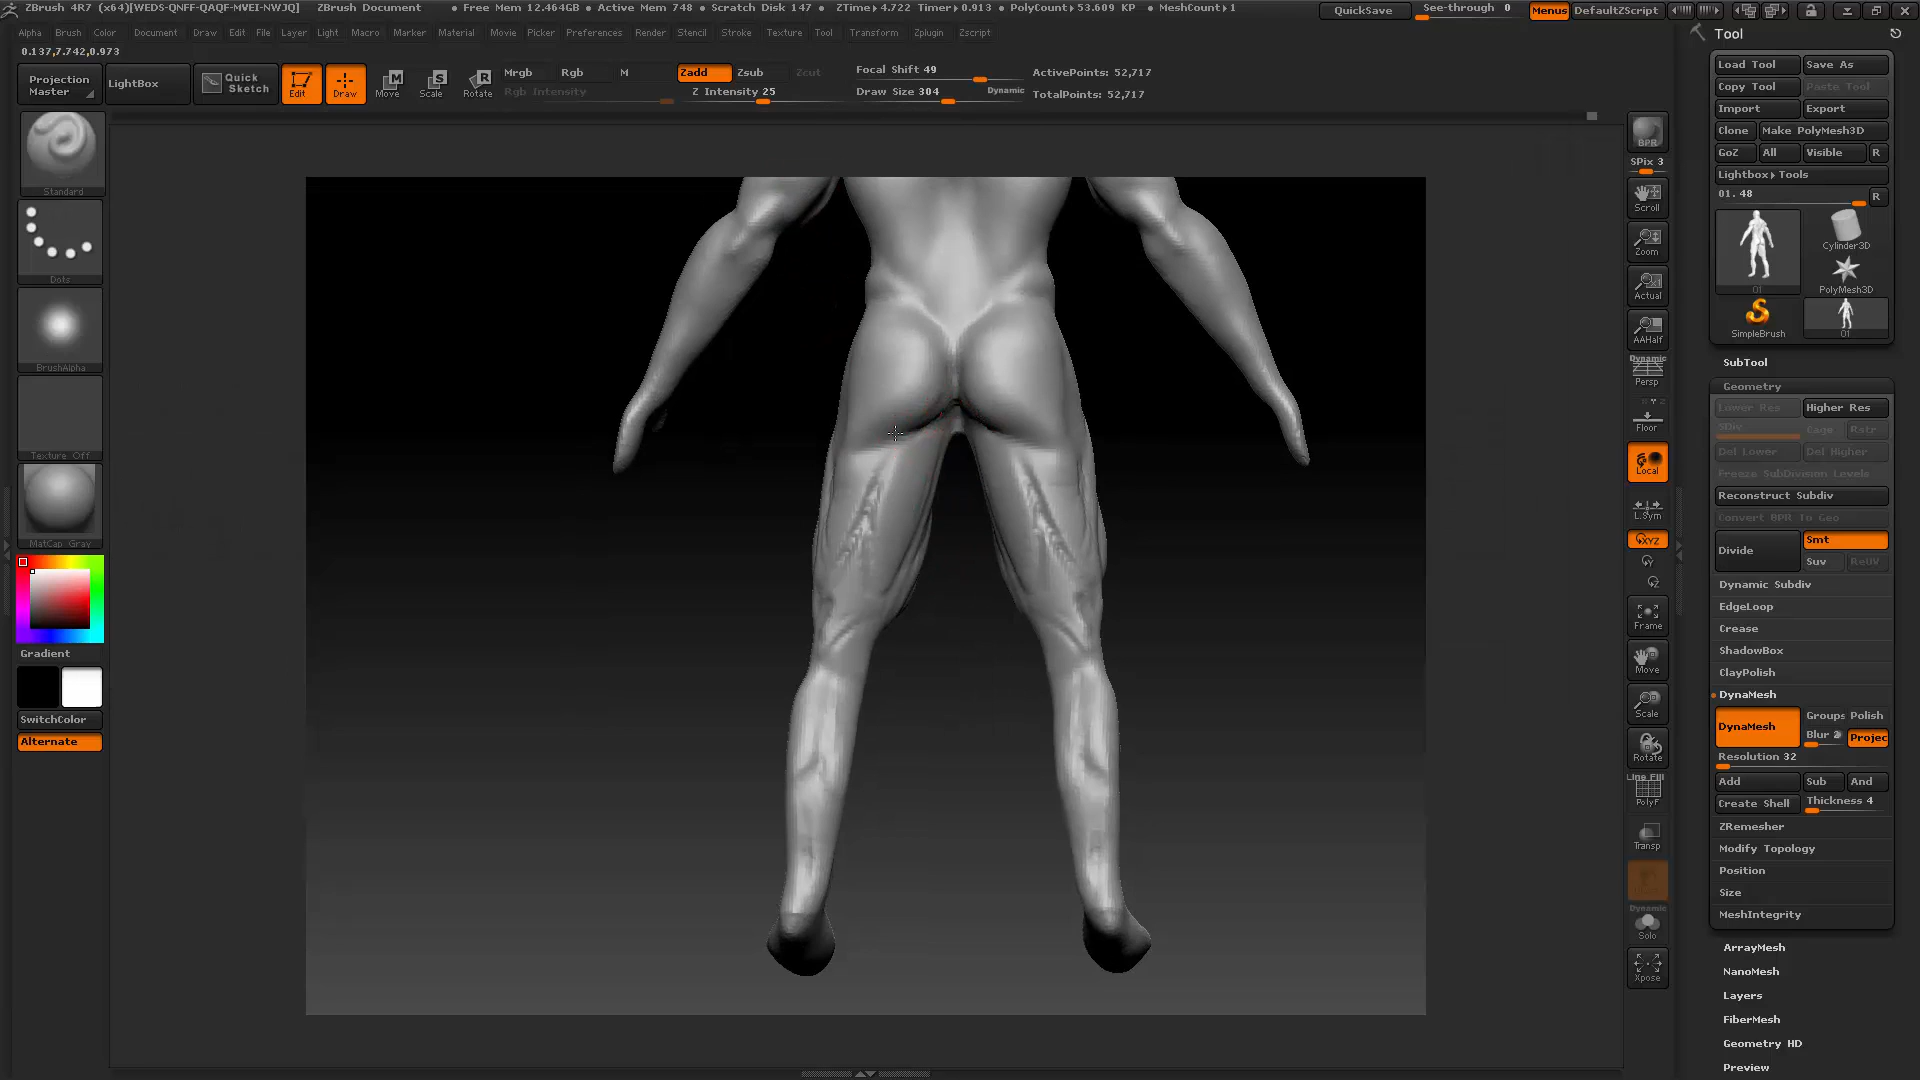 ZBrush 4R7 (x64)[WEDS-QNFF-QAQF-MVEI-NWJQ] ZBrush Document • Free Mem 12.464GB • Active Mem 748 • Scratch Disk 147 • ZTime▸4.722 Timer▸0.913 • PolyCount▸53.609 KP • MeshCount▸1 QuickSave See-through 0 Menus DefaultZScript
Alpha Brush Color Document Draw Edit File Layer Light Macro Marker Material Movie Picker Preferences Render Stencil Stroke Texture Tool Transform Zplugin Zscript
0.137,7.742,0.973
Projection Master
LightBox
Quick Sketch
Edit
Draw
Move
Scale
Rotate
Mrgb Rgb M
Rgb Intensity
Zadd Zsub Zcut
Z Intensity 25
Focal Shift 49
Draw Size 304 Dynamic
ActivePoints: 52,717
TotalPoints: 52,717
Standard
Dots
BrushAlpha
Texture Off
MatCap Gray
Gradient
SwitchColor
Alternate
BPR
SPix 3
Scroll
Zoom
Actual
AAHalf
Dynamic
Persp
Floor
Local
L.Sym
XYZ
Frame
Move
Scale
Rotate
Line Fill
PolyF
Transp
Dynamic
Solo
Xpose
Tool
Load Tool Save As
Copy Tool Paste Tool
Import Export
Clone Make PolyMesh3D
GoZ All Visible R
Lightbox▸Tools
01. 48 R
01
Cylinder3D
PolyMesh3D
SimpleBrush
01
SubTool
Geometry
Lower Res Higher Res
SDiv Cage Rstr
Del Lower Del Higher
Freeze SubDivision Levels
Reconstruct Subdiv
Convert BPR To Geo
Divide Smt
Suv ReUV
Dynamic Subdiv
EdgeLoop
Crease
ShadowBox
ClayPolish
DynaMesh
DynaMesh Groups Polish
Blur 2 Projec
Resolution 32
Add Sub And
Create Shell Thickness 4
ZRemesher
Modify Topology
Position
Size
MeshIntegrity
ArrayMesh
NanoMesh
Layers
FiberMesh
Geometry HD
Preview